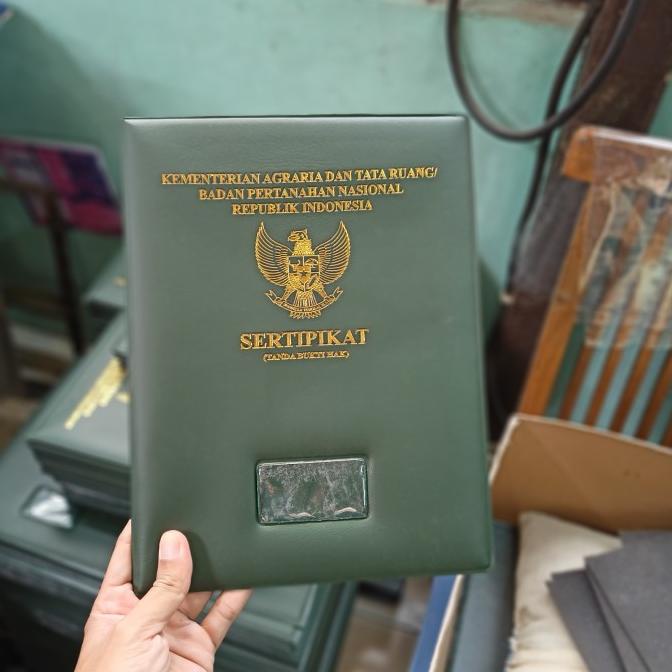 KEMENTERIAN AGRARIA DAN TATA RUANG/
BADAN PERTANAHAN NASIONAL
REPUBLIK INDONESIA
SERTIPIKAT
(TANDA BUKTI HAK)